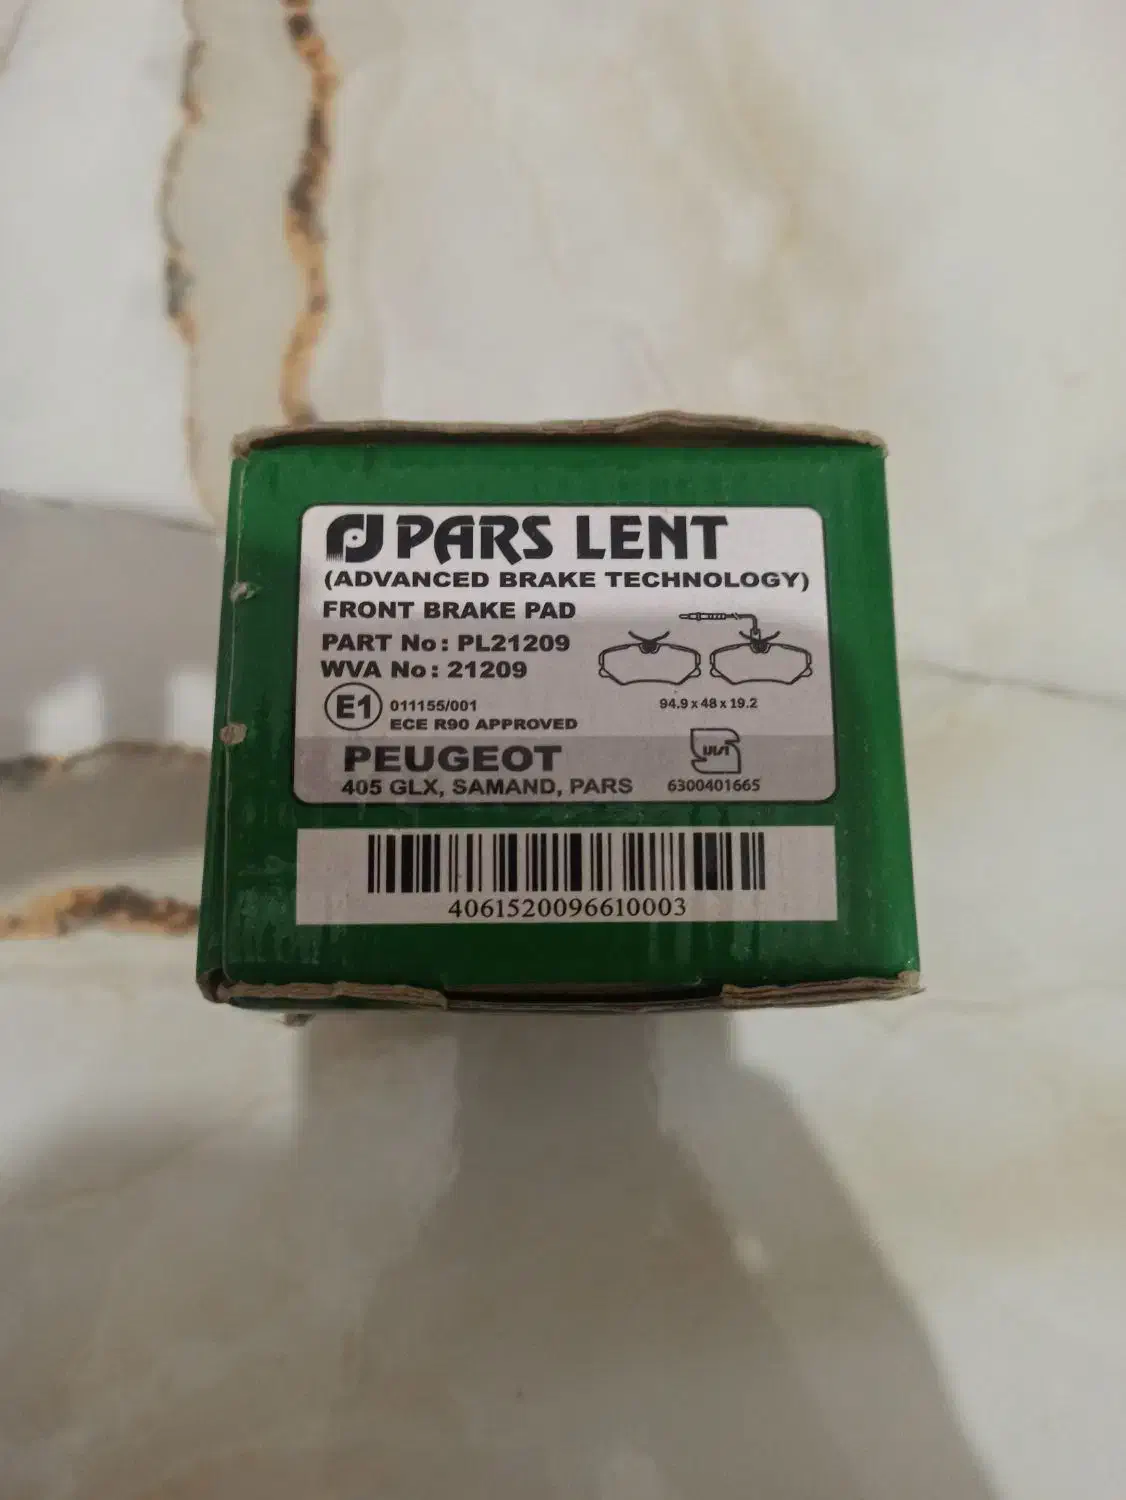 PARS LENT
(ADVANCED BRAKE TECHNOLOGY)
FRONT BRAKE PAD
PART No: PL21209
WVA No: 21209
E1 011155/001
ECE R90 APPROVED
94.9 x 48 x 19.2
PEUGEOT
405 GLX, SAMAND, PARS
6300401665
4061520096610003